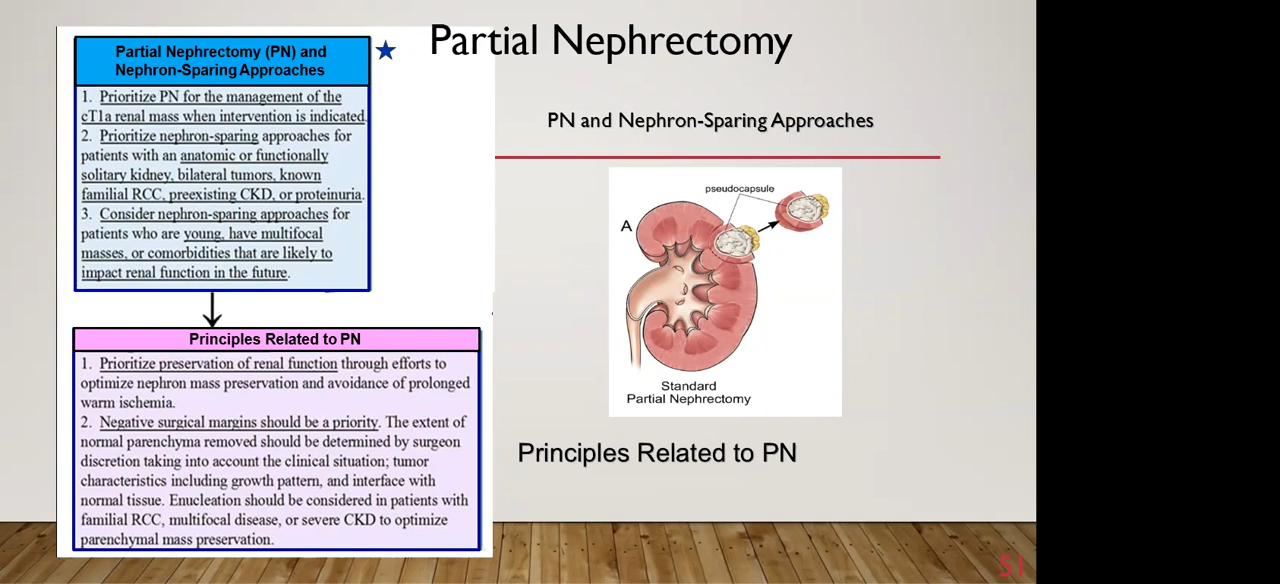 Partial Nephrectomy
Partial Nephrectomy (PN) and
Nephron-Sparing Approaches
1. Prioritize PN for the management of the
cT1a renal mass when intervention is indicated.
2. Prioritize nephron-sparing approaches for
patients with an anatomic or functionally
solitary kidney, bilateral tumors, known
familial RCC, preexisting CKD, or proteinuria.
3. Consider nephron-sparing approaches for
patients who are young, have multifocal
masses, or comorbidities that are likely to
impact renal function in the future.
Principles Related to PN
1. Prioritize preservation of renal function through efforts to
optimize nephron mass preservation and avoidance of prolonged
warm ischemia.
2. Negative surgical margins should be a priority. The extent of
normal parenchyma removed should be determined by surgeon
discretion taking into account the clinical situation; tumor
characteristics including growth pattern, and interface with
normal tissue. Enucleation should be considered in patients with
familial RCC, multifocal disease, or severe CKD to optimize
parenchymal mass preservation.
PN and Nephron-Sparing Approaches
pseudocapsule
A
Standard
Partial Nephrectomy
Principles Related to PN
51